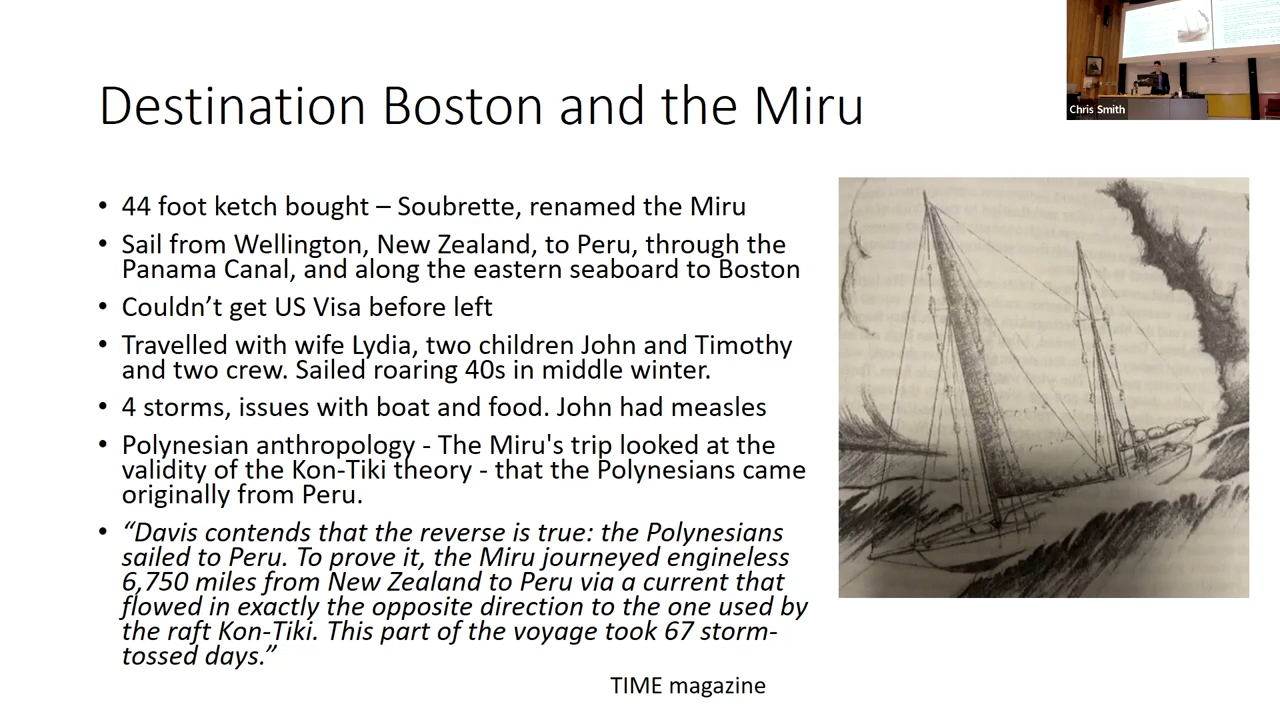 Chris Smith
Destination Boston and the Miru
• 44 foot ketch bought – Soubrette, renamed the Miru
• Sail from Wellington, New Zealand, to Peru, through the
Panama Canal, and along the eastern seaboard to Boston
• Couldn’t get US Visa before left
• Travelled with wife Lydia, two children John and Timothy
and two crew. Sailed roaring 40s in middle winter.
• 4 storms, issues with boat and food. John had measles
• Polynesian anthropology - The Miru's trip looked at the
validity of the Kon-Tiki theory - that the Polynesians came
originally from Peru.
• “Davis contends that the reverse is true: the Polynesians
sailed to Peru. To prove it, the Miru journeyed engineless
6,750 miles from New Zealand to Peru via a current that
flowed in exactly the opposite direction to the one used by
the raft Kon-Tiki. This part of the voyage took 67 storm-
tossed days.”
TIME magazine